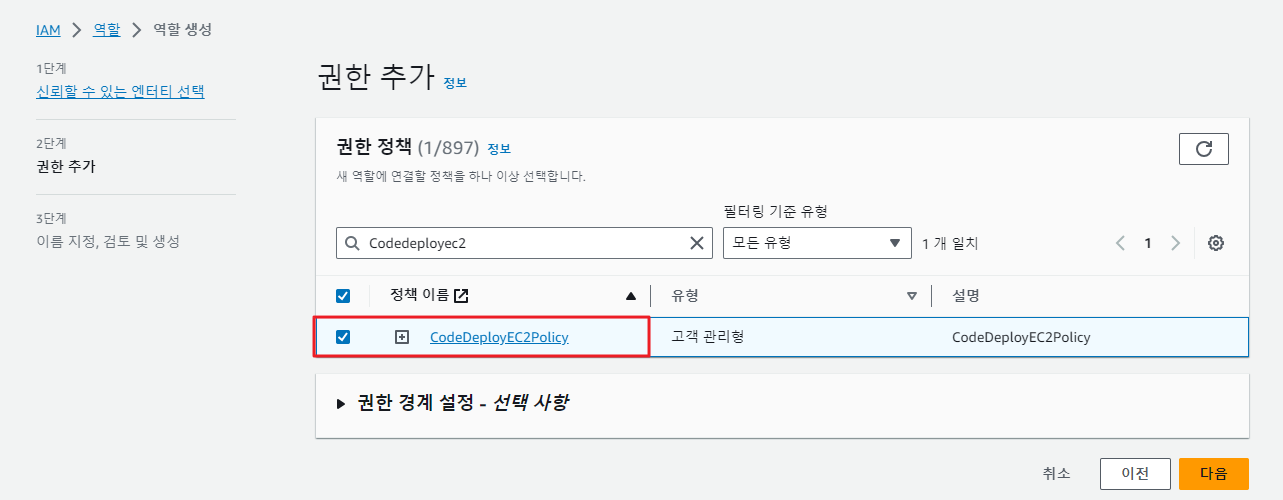 IAM > 역할 > 역할 생성
1단계
신뢰할 수 있는 엔터티 선택
2단계
권한 추가
3단계
이름 지정, 검토 및 생성
권한 추가 정보
권한 정책 (1/897) 정보
새 역할에 연결할 정책을 하나 이상 선택합니다.
필터링 기준 유형
Codedeployec2 모든 유형 1 개 일치 1
정책 이름 유형 설명
CodeDeployEC2Policy 고객 관리형 CodeDeployEC2Policy
권한 경계 설정 - 선택 사항
취소 이전 다음